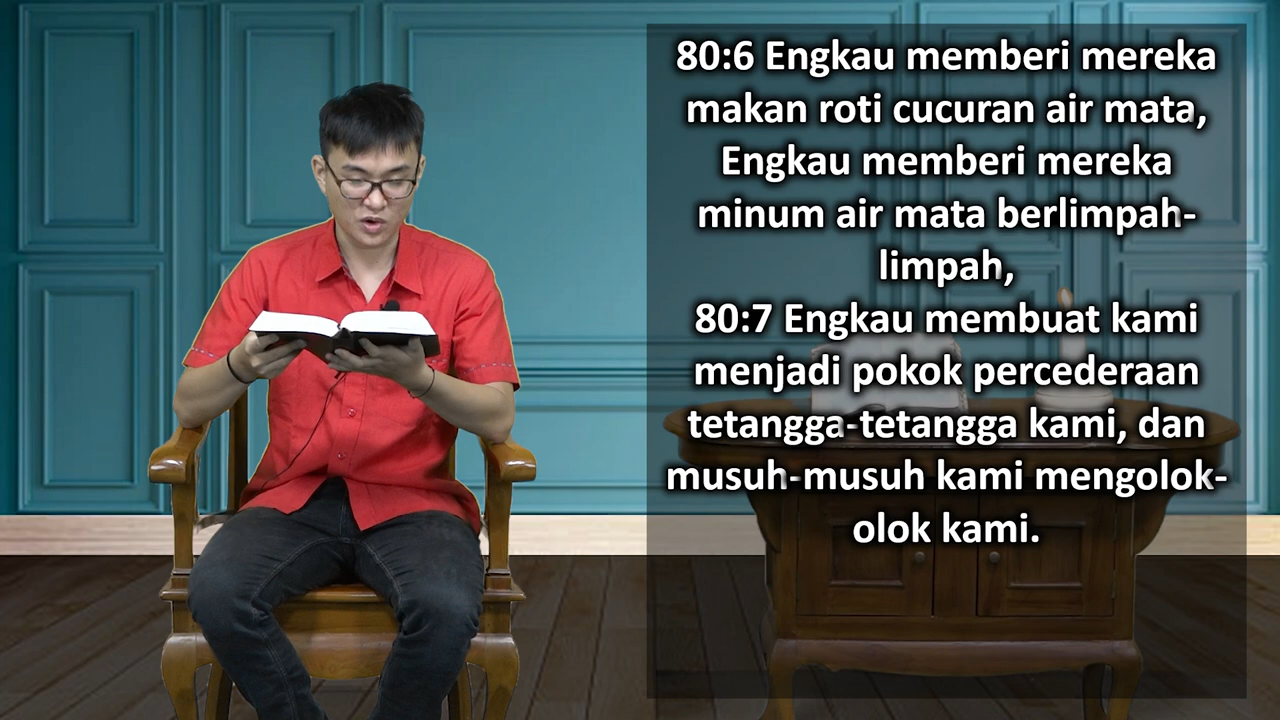 80:6 Engkau memberi mereka
makan roti cucuran air mata,
Engkau memberi mereka
minum air mata berlimpah-
limpah,
80:7 Engkau membuat kami
menjadi pokok percederaan
tetangga-tetangga kami, dan
musuh-musuh kami mengolok-
olok kami.